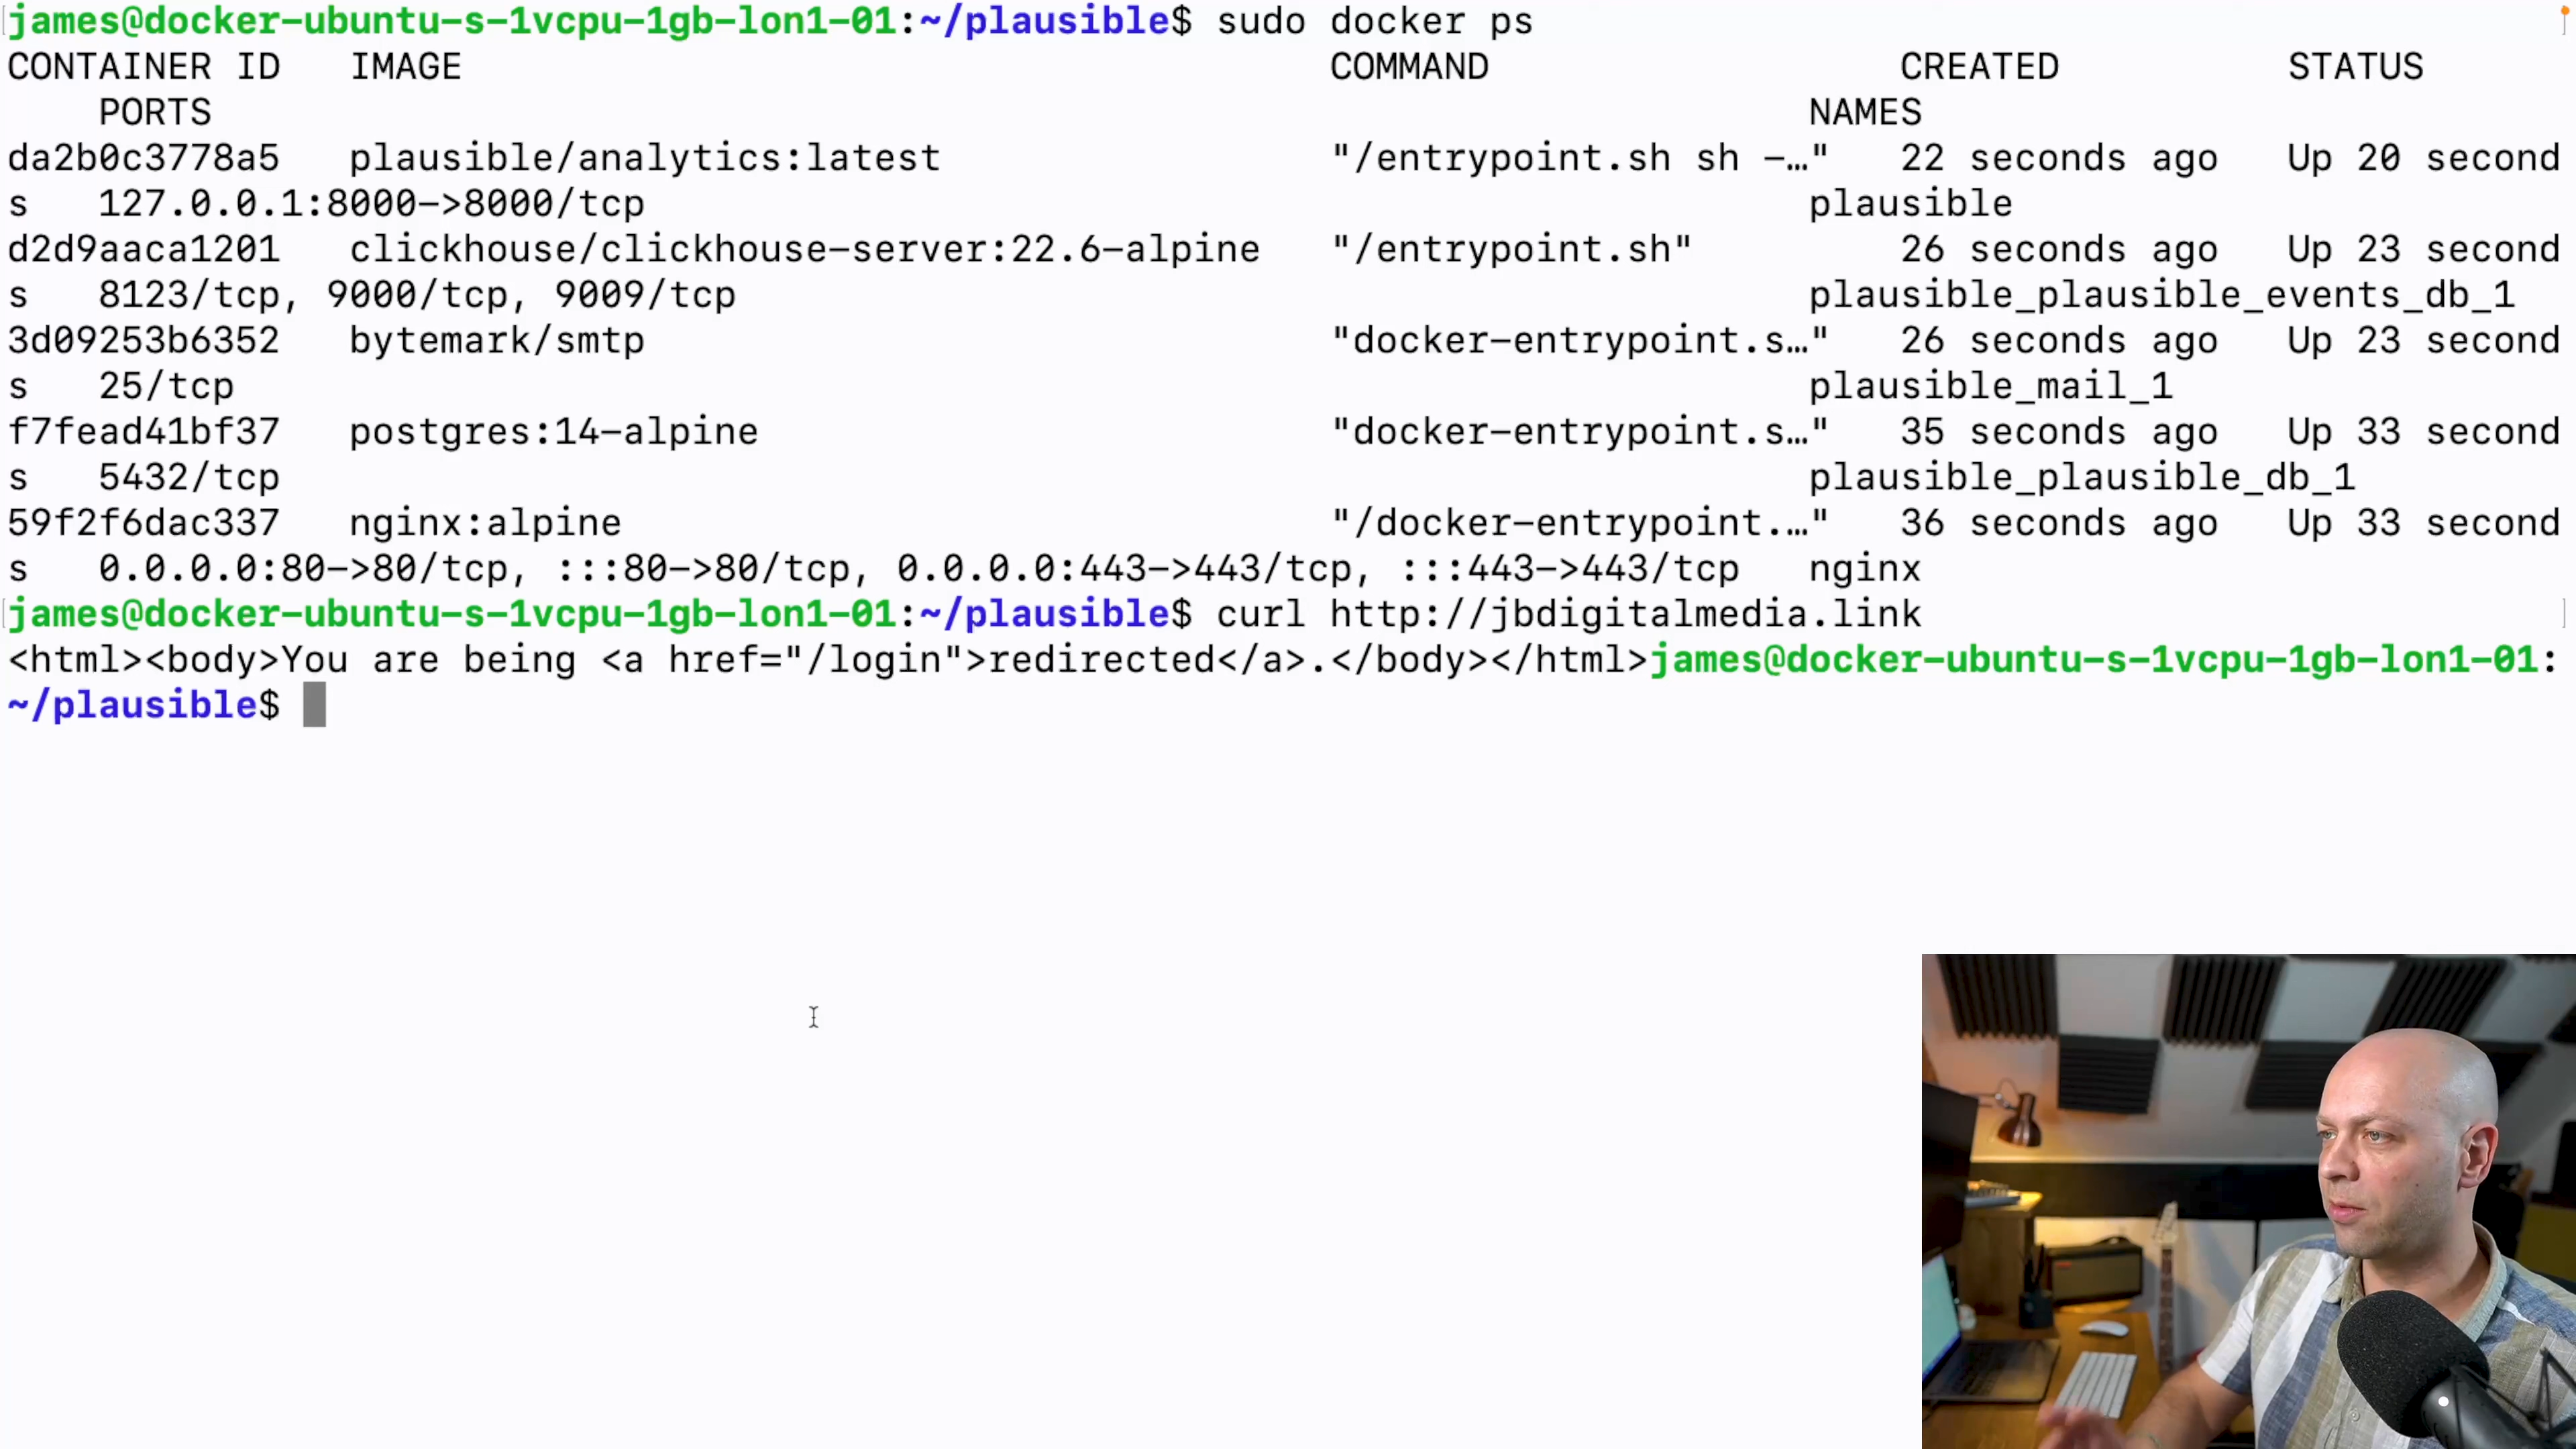 james@docker-ubuntu-s-1vcpu-1gb-lon1-01:~/plausible$ sudo docker ps
CONTAINER ID   IMAGE   COMMAND   CREATED   STATUS
PORTS   NAMES
da2b0c3778a5   plausible/analytics:latest   "/entrypoint.sh sh -…"   22 seconds ago   Up 20 second
s   127.0.0.1:8000->8000/tcp   plausible
d2d9aaca1201   clickhouse/clickhouse-server:22.6-alpine   "/entrypoint.sh"   26 seconds ago   Up 23 second
s   8123/tcp, 9000/tcp, 9009/tcp   plausible_plausible_events_db_1
3d09253b6352   bytemark/smtp   "docker-entrypoint.s…"   26 seconds ago   Up 23 second
s   25/tcp   plausible_mail_1
f7fead41bf37   postgres:14-alpine   "docker-entrypoint.s…"   35 seconds ago   Up 33 second
s   5432/tcp   plausible_plausible_db_1
59f2f6dac337   nginx:alpine   "/docker-entrypoint.…"   36 seconds ago   Up 33 second
s   0.0.0.0:80->80/tcp, :::80->80/tcp, 0.0.0.0:443->443/tcp, :::443->443/tcp   nginx
james@docker-ubuntu-s-1vcpu-1gb-lon1-01:~/plausible$ curl http://jbdigitalmedia.link
<html><body>You are being <a href="/login">redirected</a>.</body></html>james@docker-ubuntu-s-1vcpu-1gb-lon1-01:
~/plausible$